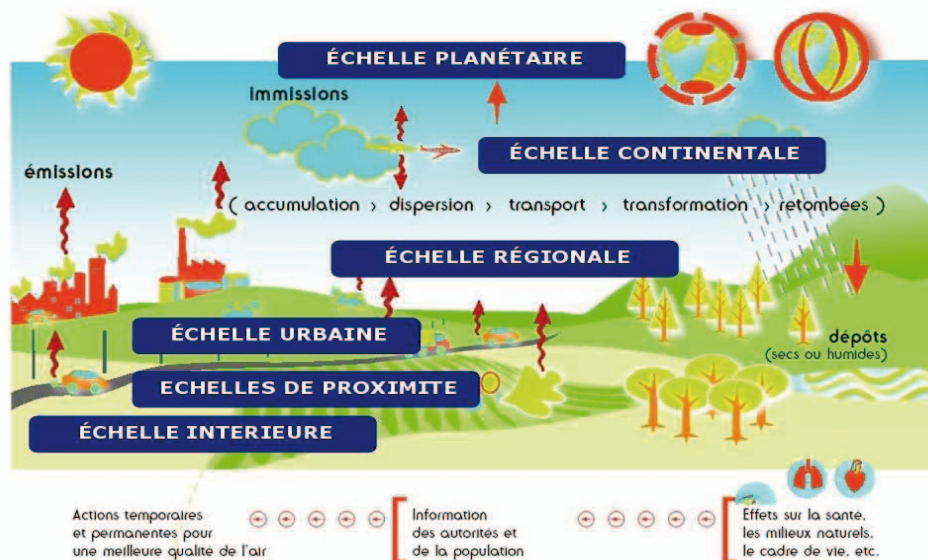 ÉCHELLE PLANÉTAIRE
immissions
ÉCHELLE CONTINENTALE
émissions
( accumulation › dispersion › transport › transformation › retombées )
ÉCHELLE RÉGIONALE
ÉCHELLE URBAINE
dépôts
(secs ou humides)
ECHELLES DE PROXIMITE
ÉCHELLE INTERIEURE
Actions temporaires
et permanentes pour
une meilleure qualité de l'air
Information
des autorités et
de la population
Effets sur la santé,
les milieux naturels,
le cadre de vie, etc.